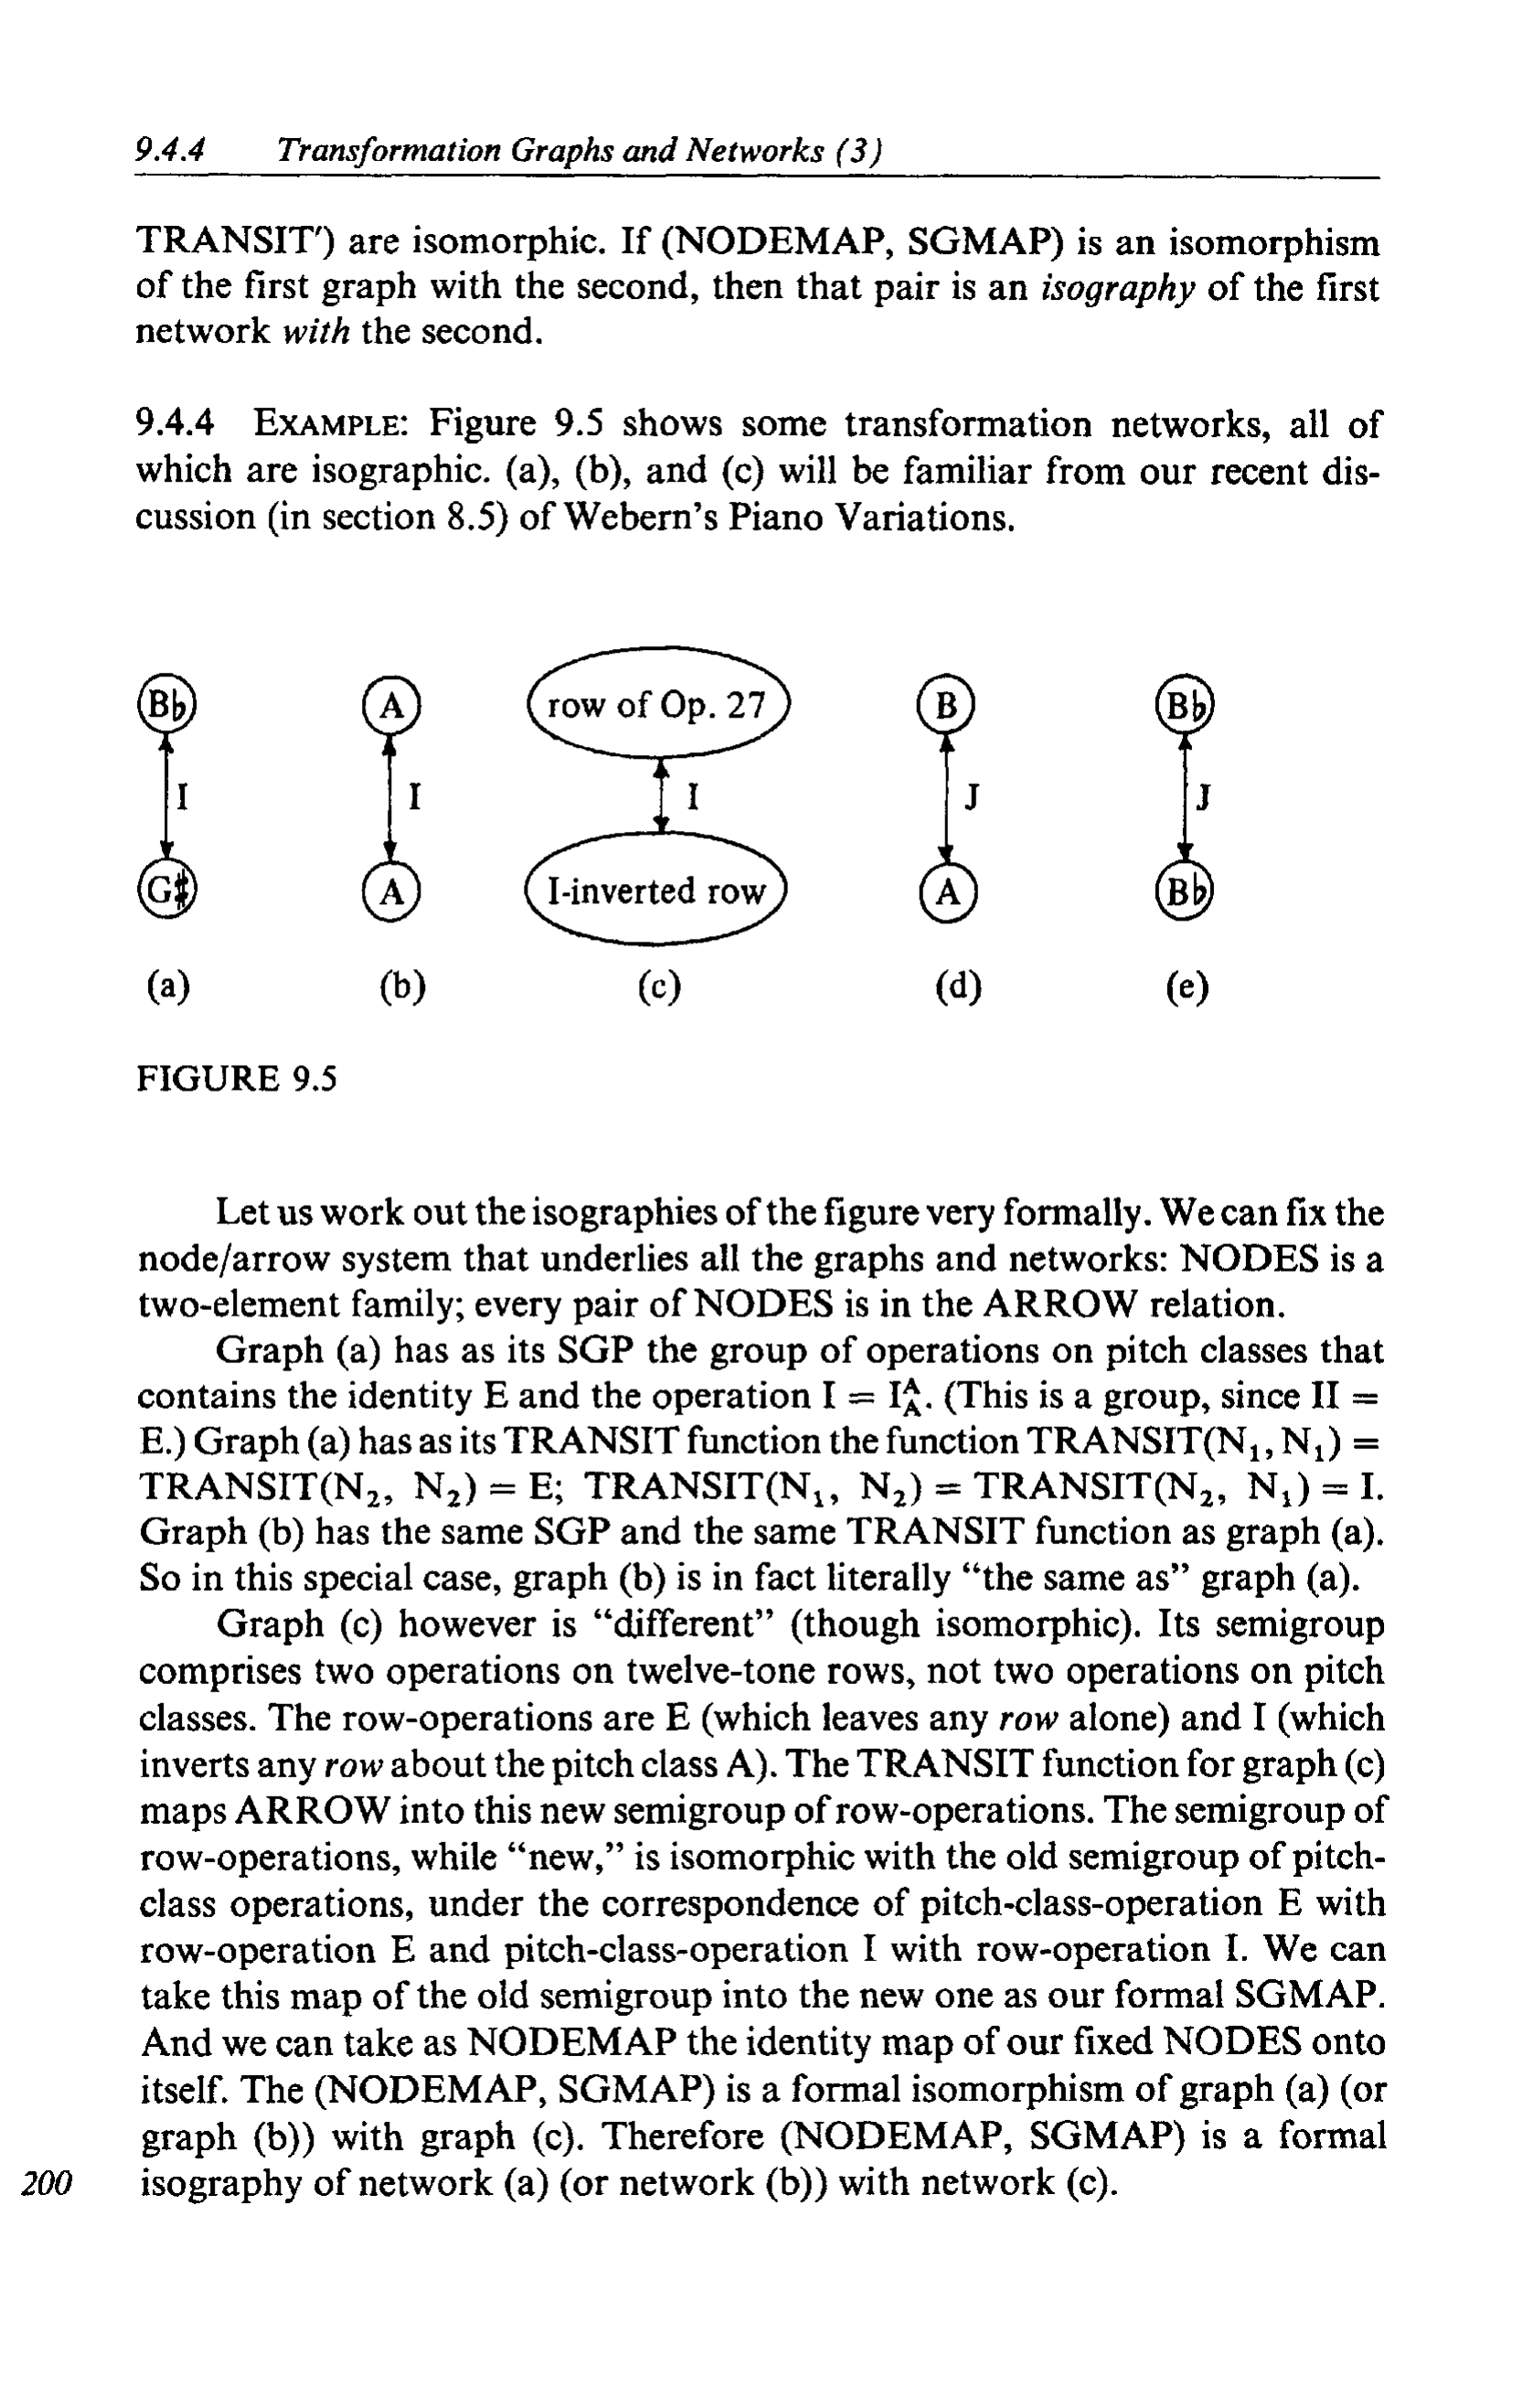 9.4.4 Transformation Graphs and Networks (3)
TRANSIT′) are isomorphic. If (NODEMAP, SGMAP) is an isomorphism
of the first graph with the second, then that pair is an isography of the first
network with the second.
9.4.4 EXAMPLE: Figure 9.5 shows some transformation networks, all of
which are isographic. (a), (b), and (c) will be familiar from our recent dis-
cussion (in section 8.5) of Webern's Piano Variations.
B♭ A row of Op. 27 B B♭
I I I J J
G♯ A I-inverted row A B♭
(a) (b) (c) (d) (e)
FIGURE 9.5
Let us work out the isographies of the figure very formally. We can fix the
node/arrow system that underlies all the graphs and networks: NODES is a
two-element family; every pair of NODES is in the ARROW relation.
Graph (a) has as its SGP the group of operations on pitch classes that
contains the identity E and the operation I = I^A_A. (This is a group, since II =
E.) Graph (a) has as its TRANSIT function the function TRANSIT(N₁, N₁) =
TRANSIT(N₂, N₂) = E; TRANSIT(N₁, N₂) = TRANSIT(N₂, N₁) = I.
Graph (b) has the same SGP and the same TRANSIT function as graph (a).
So in this special case, graph (b) is in fact literally "the same as" graph (a).
Graph (c) however is "different" (though isomorphic). Its semigroup
comprises two operations on twelve-tone rows, not two operations on pitch
classes. The row-operations are E (which leaves any row alone) and I (which
inverts any row about the pitch class A). The TRANSIT function for graph (c)
maps ARROW into this new semigroup of row-operations. The semigroup of
row-operations, while "new," is isomorphic with the old semigroup of pitch-
class operations, under the correspondence of pitch-class-operation E with
row-operation E and pitch-class-operation I with row-operation I. We can
take this map of the old semigroup into the new one as our formal SGMAP.
And we can take as NODEMAP the identity map of our fixed NODES onto
itself. The (NODEMAP, SGMAP) is a formal isomorphism of graph (a) (or
graph (b)) with graph (c). Therefore (NODEMAP, SGMAP) is a formal
200 isography of network (a) (or network (b)) with network (c).